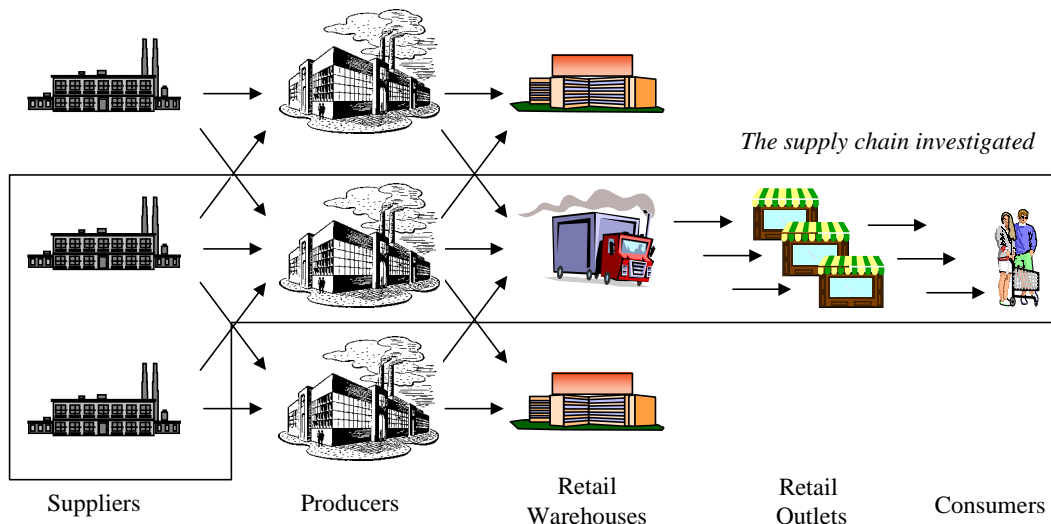 The supply chain investigated
Suppliers
Producers
Retail
Warehouses
Retail
Outlets
Consumers